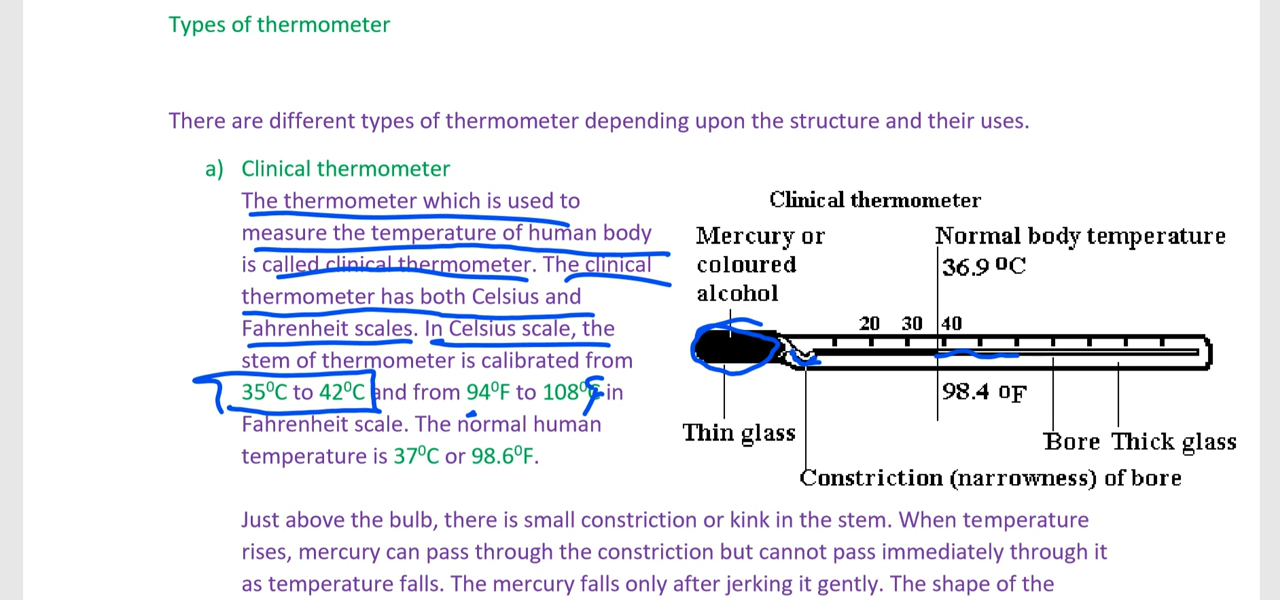 Types of thermometer
There are different types of thermometer depending upon the structure and their uses.
a) Clinical thermometer
The thermometer which is used to
measure the temperature of human body
is called clinical thermometer. The clinical
thermometer has both Celsius and
Fahrenheit scales. In Celsius scale, the
stem of thermometer is calibrated from
35⁰C to 42⁰C and from 94⁰F to 108⁰F in
Fahrenheit scale. The normal human
temperature is 37⁰C or 98.6⁰F.
Clinical thermometer
Mercury or
coloured
alcohol
Normal body temperature
36.9 ⁰C
20 30 40
98.4 ⁰F
Thin glass
Bore Thick glass
Constriction (narrowness) of bore
Just above the bulb, there is small constriction or kink in the stem. When temperature
rises, mercury can pass through the constriction but cannot pass immediately through it
as temperature falls. The mercury falls only after jerking it gently. The shape of the